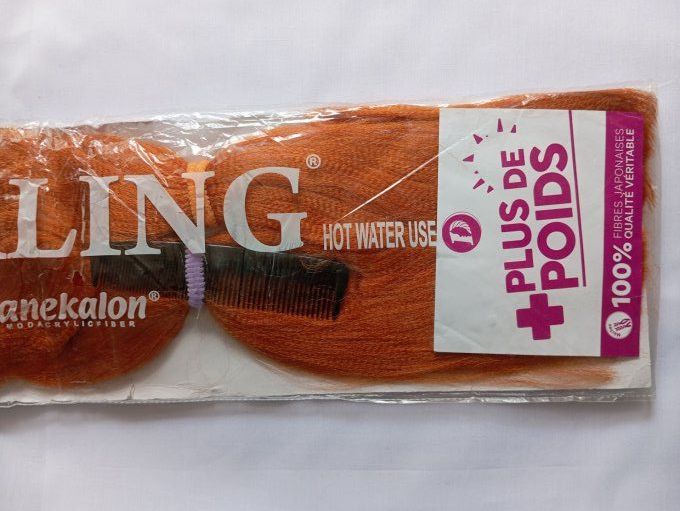 LING®
HOT WATER USE
anekalon®
MODACRYLICFIBER
PLUS DE
+POIDS
FIBRES JAPONAISES
100% QUALITÉ VÉRITABLE